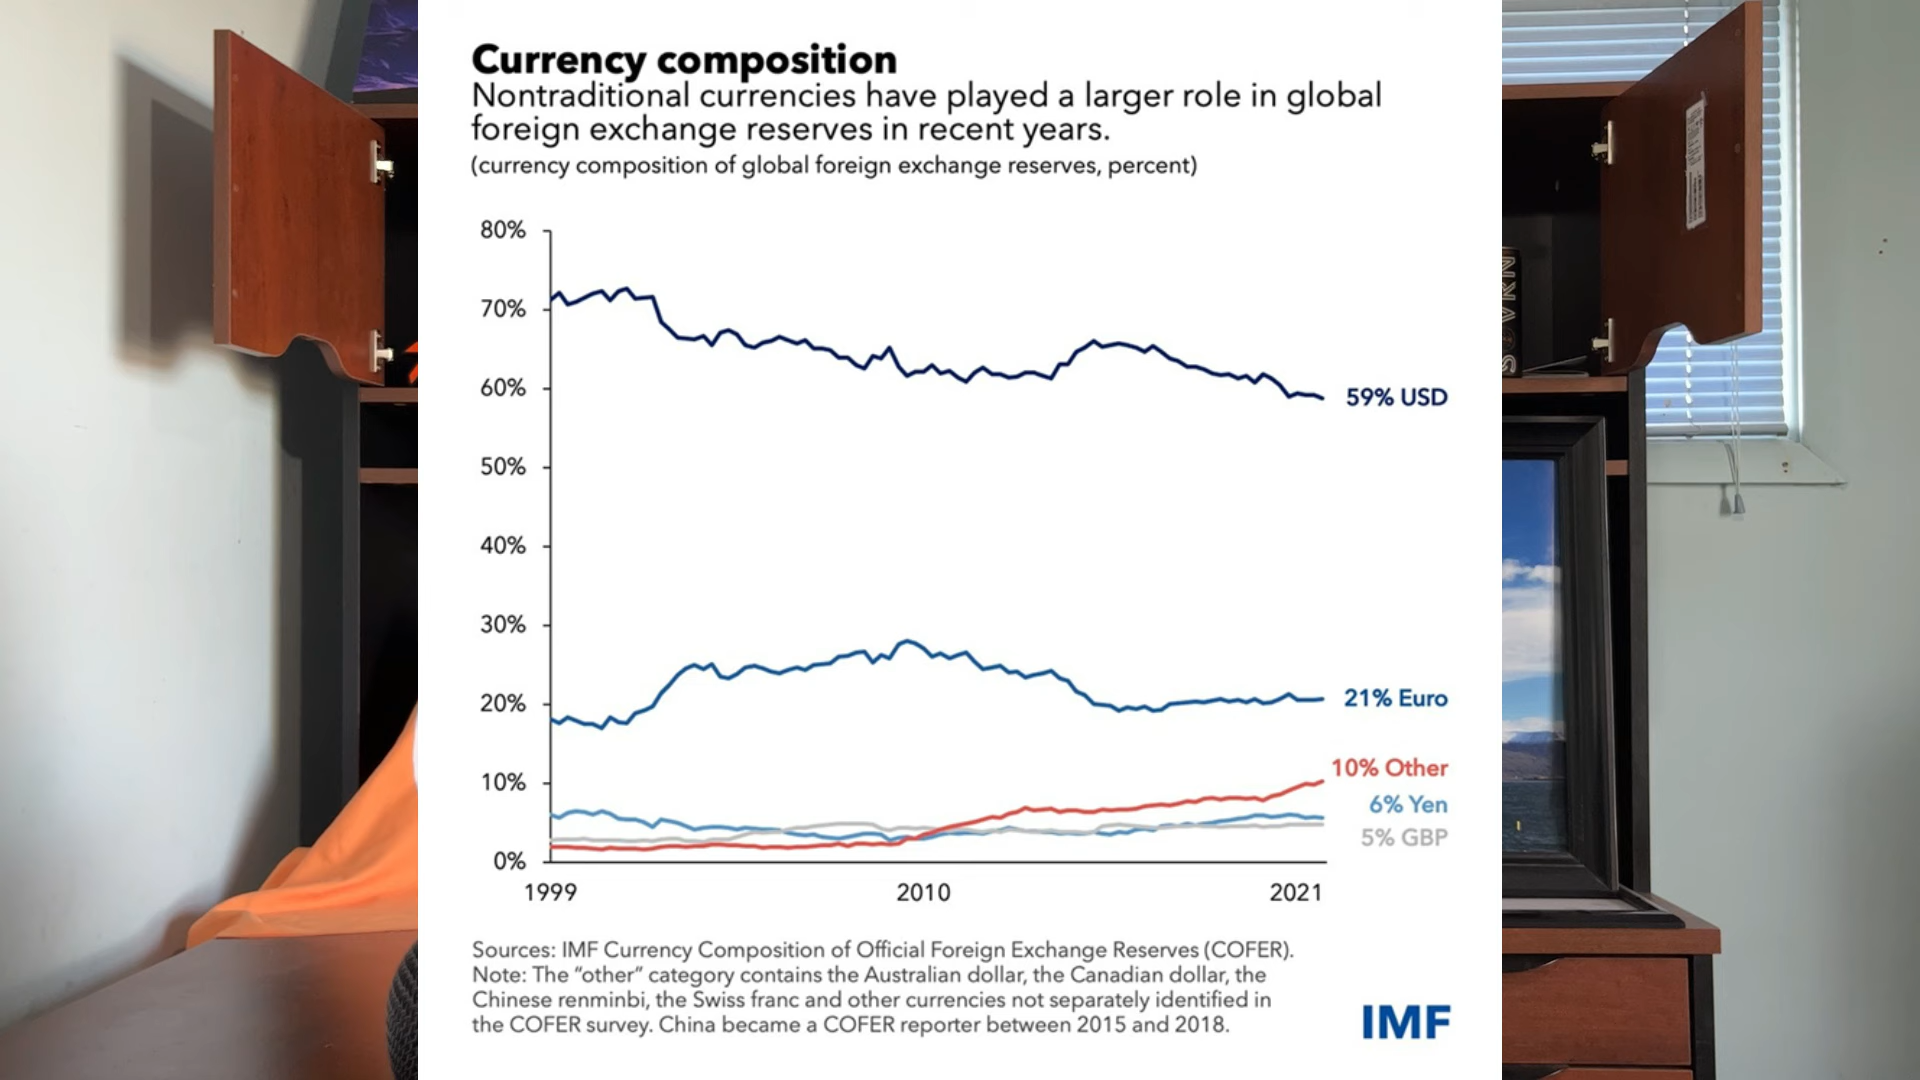 Currency composition
Nontraditional currencies have played a larger role in global
foreign exchange reserves in recent years.
(currency composition of global foreign exchange reserves, percent)
80%
70%
60%
50%
40%
30%
20%
10%
0%
59% USD
21% Euro
10% Other
6% Yen
5% GBP
1999
2010
2021
Sources: IMF Currency Composition of Official Foreign Exchange Reserves (COFER).
Note: The “other” category contains the Australian dollar, the Canadian dollar, the
Chinese renminbi, the Swiss franc and other currencies not separately identified in
the COFER survey. China became a COFER reporter between 2015 and 2018.
IMF